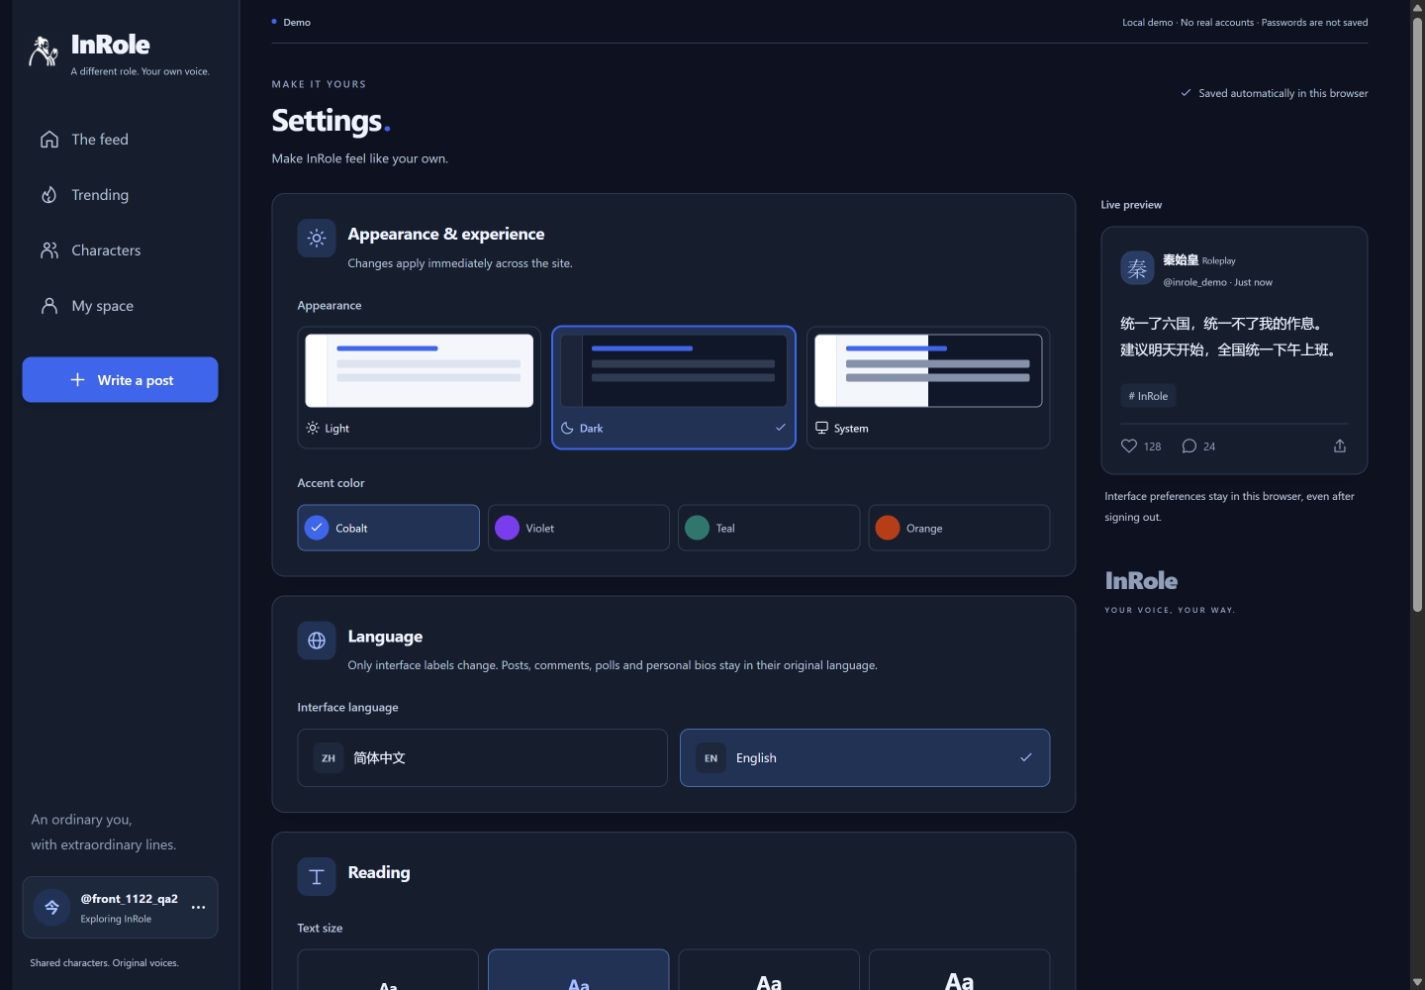 InRole
A different role. Your own voice.
The feed
Trending
Characters
My space
Write a post
An ordinary you,
with extraordinary lines.
今
@front_1122_qa2
Exploring InRole
Shared characters. Original voices.
Demo
Local demo · No real accounts · Passwords are not saved
MAKE IT YOURS
Settings.
Make InRole feel like your own.
Saved automatically in this browser
Appearance & experience
Changes apply immediately across the site.
Appearance
Light
Dark
System
Accent color
Cobalt
Violet
Teal
Orange
Language
Only interface labels change. Posts, comments, polls and personal bios stay in their original language.
Interface language
ZH 简体中文
EN English
Reading
Text size
Aa
Aa
Aa
Aa
Live preview
秦
秦始皇 Roleplay
@inrole_demo · Just now
统一了六国，统一不了我的作息。
建议明天开始，全国统一下午上班。
# InRole
128
24
Interface preferences stay in this browser, even after
signing out.
InRole
YOUR VOICE, YOUR WAY.